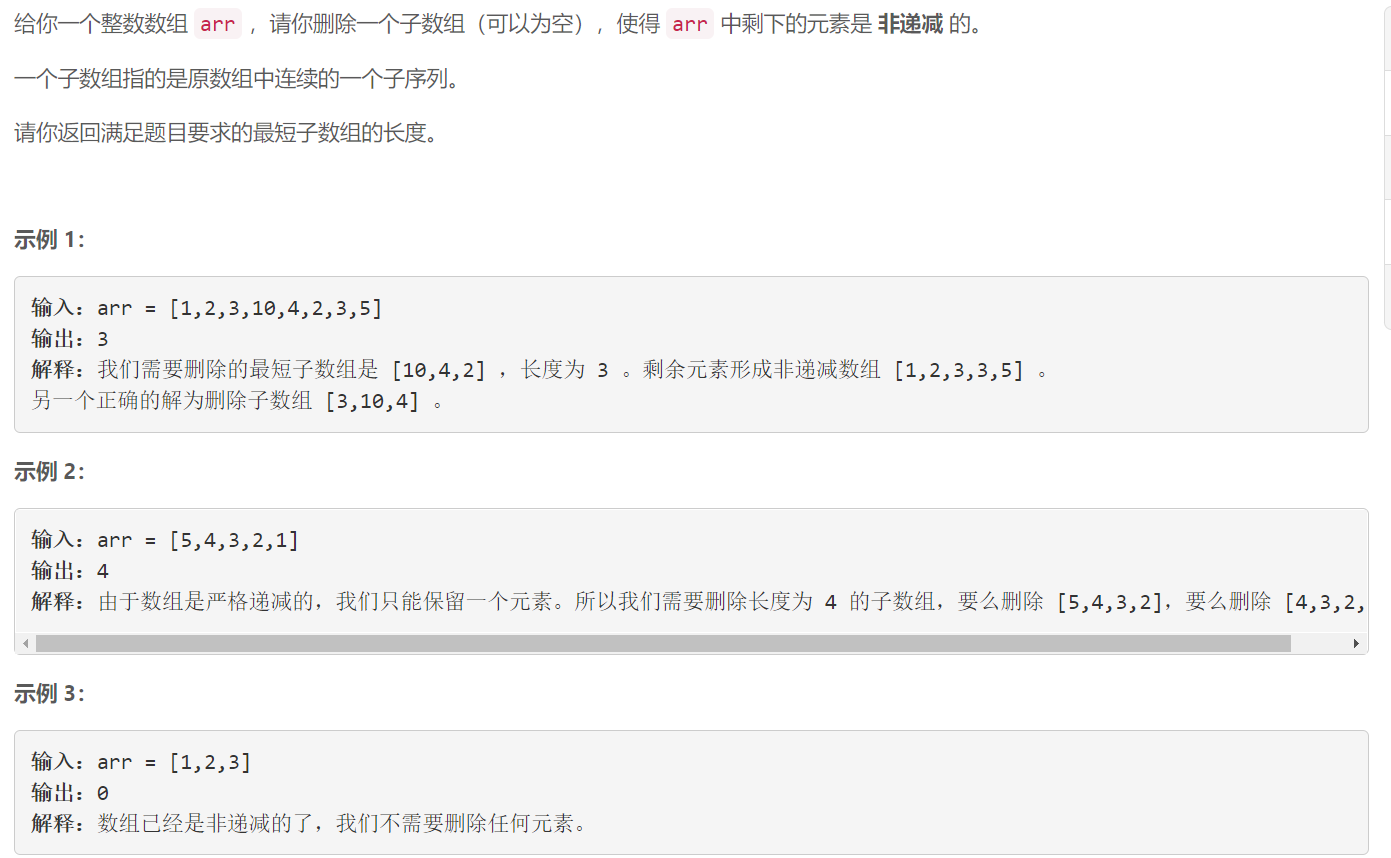 给你一个整数数组 arr ，请你删除一个子数组（可以为空），使得 arr 中剩下的元素是 非递减 的。
一个子数组指的是原数组中连续的一个子序列。
请你返回满足题目要求的最短子数组的长度。
示例 1：
输入：arr = [1,2,3,10,4,2,3,5]
输出：3
解释：我们需要删除的最短子数组是 [10,4,2] ，长度为 3 。剩余元素形成非递减数组 [1,2,3,3,5] 。
另一个正确的解为删除子数组 [3,10,4] 。
示例 2：
输入：arr = [5,4,3,2,1]
输出：4
解释：由于数组是严格递减的，我们只能保留一个元素。所以我们需要删除长度为 4 的子数组，要么删除 [5,4,3,2]，要么删除 [4,3,2,
示例 3：
输入：arr = [1,2,3]
输出：0
解释：数组已经是非递减的了，我们不需要删除任何元素。